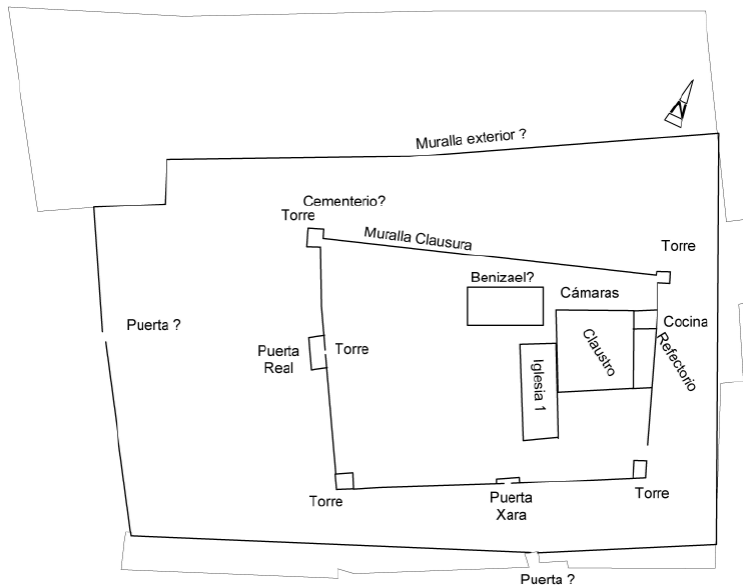 N
Muralla exterior ?
Cementerio?
Torre
Muralla Clausura
Torre
Benizael?
Cámaras
Puerta ?
Cocina
Puerta
Real
Torre
Claustro
Refectorio
Iglesia 1
Torre
Puerta
Xara
Torre
Puerta ?